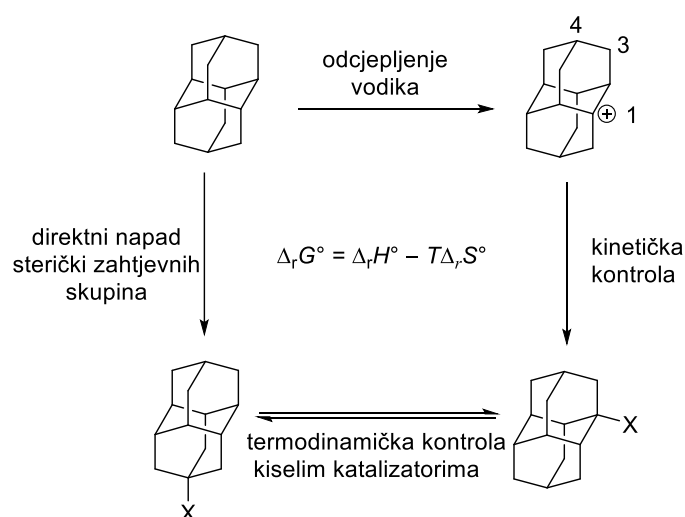 4
3
odcjepljenje
vodika
⊕ 1
direktni napad
sterički zahtjevnih
skupina
ΔrG° = ΔrH° – TΔrS°
kinetička
kontrola
X
termodinamička kontrola
kiselim katalizatorima
X